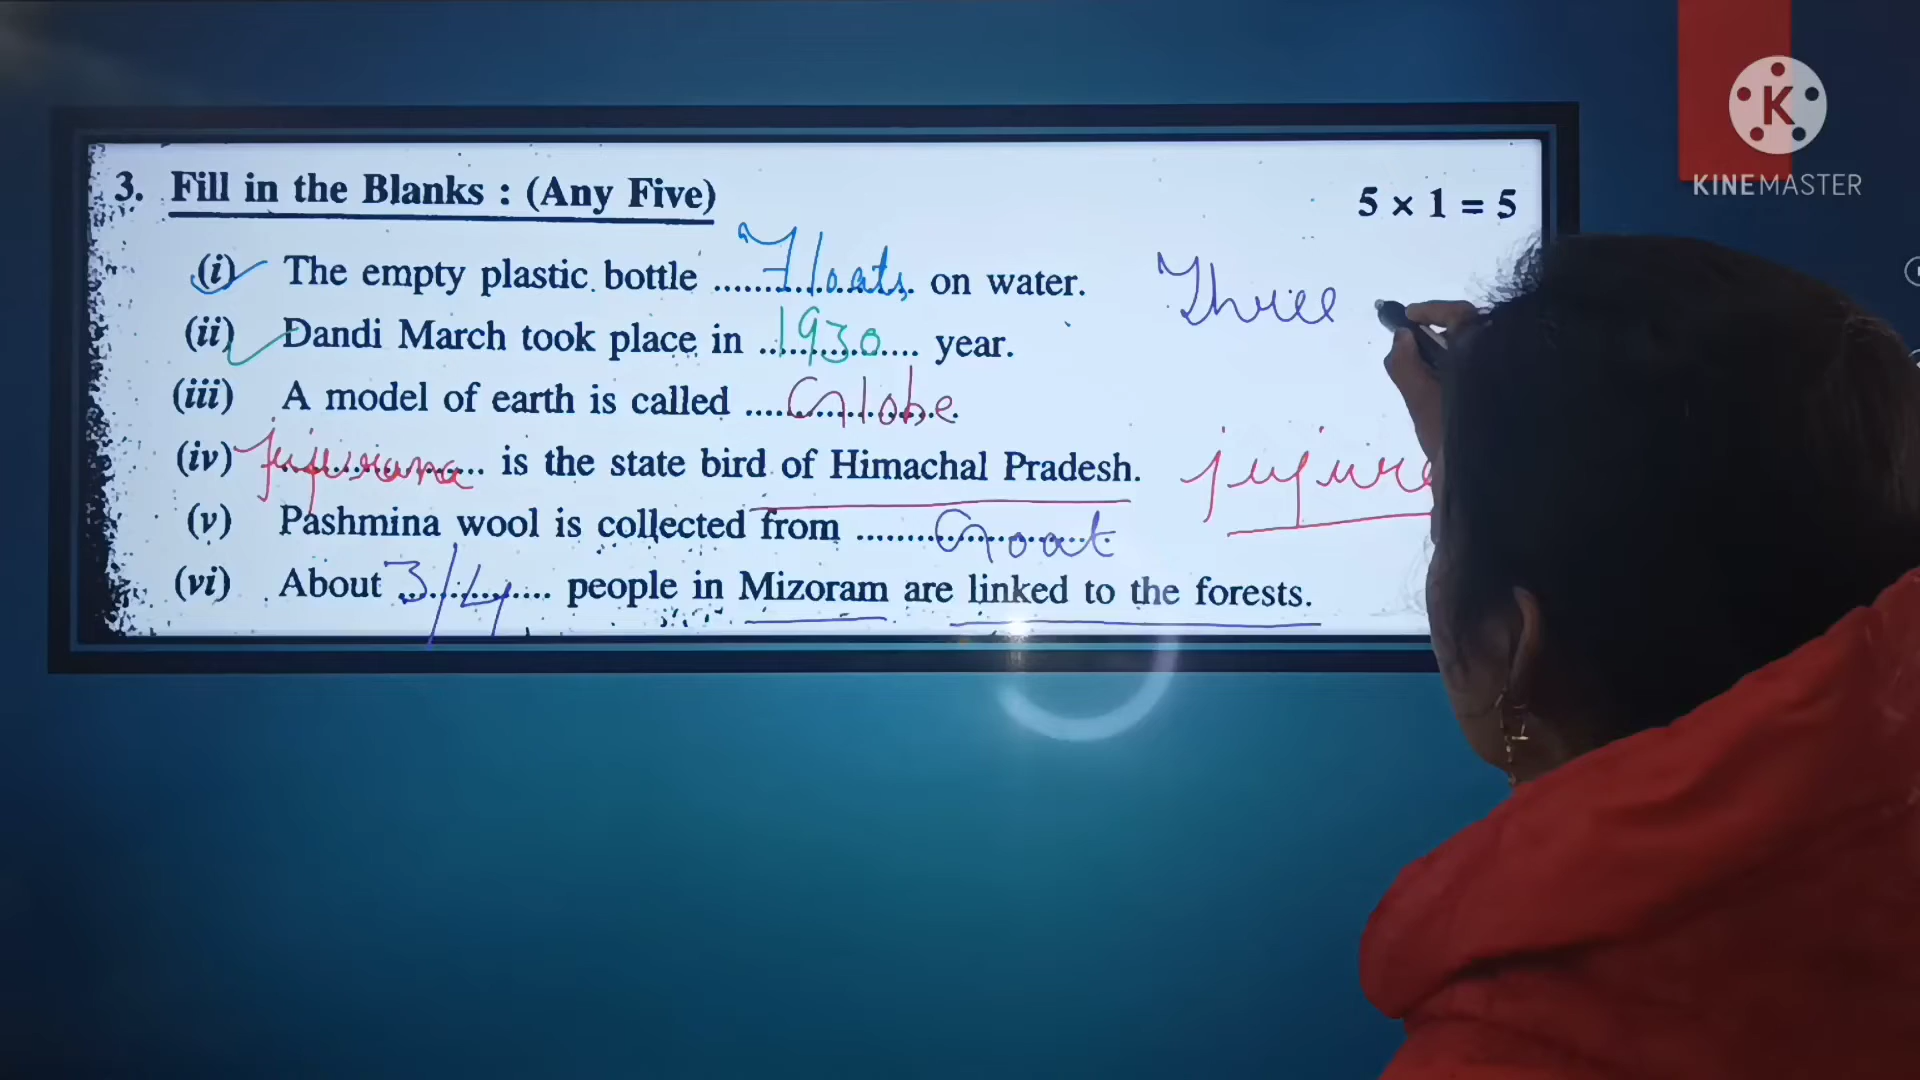 K
KINEMASTER
3. Fill in the Blanks : (Any Five) 5 × 1 = 5
(i) The empty plastic bottle ...Floats... on water. Three
(ii) Dandi March took place in ...1930... year.
(iii) A model of earth is called ...Globe.
(iv) jujurana... is the state bird of Himachal Pradesh. jujura
(v) Pashmina wool is collected from ...Goat.
(vi) About 3/4... people in Mizoram are linked to the forests.